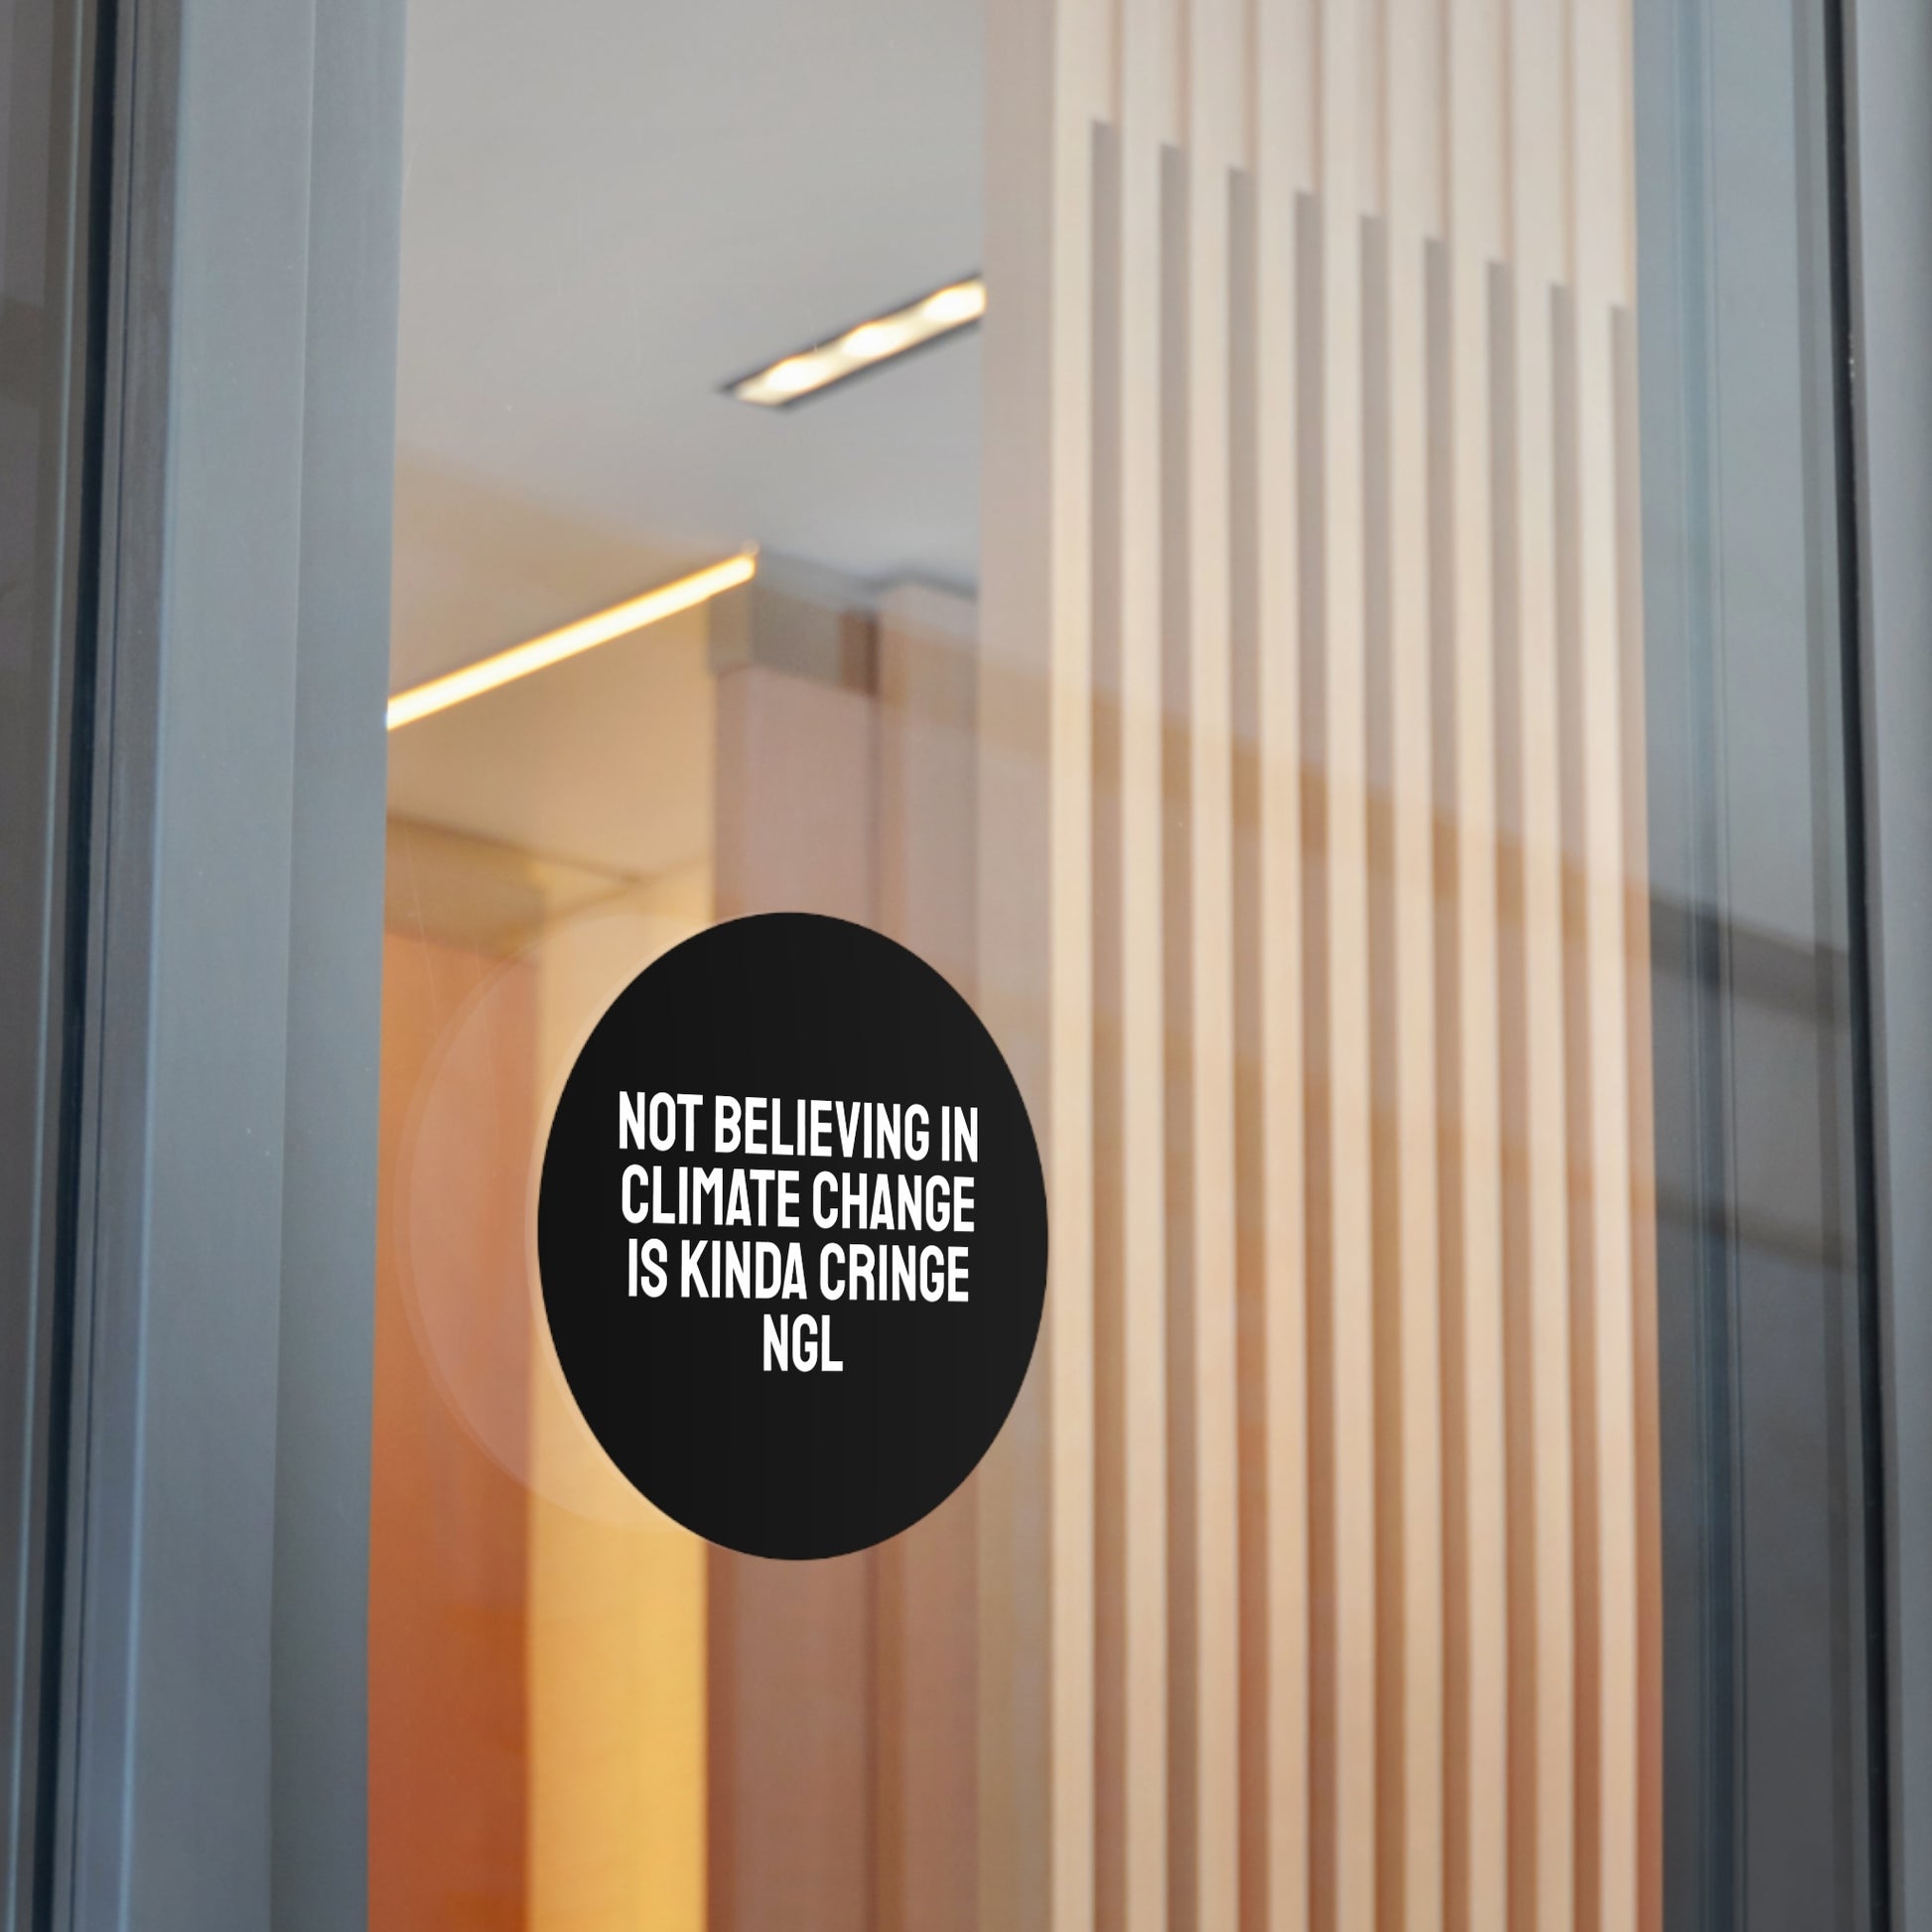 NOT BELIEVING IN
CLIMATE CHANGE
IS KINDA CRINGE
NGL